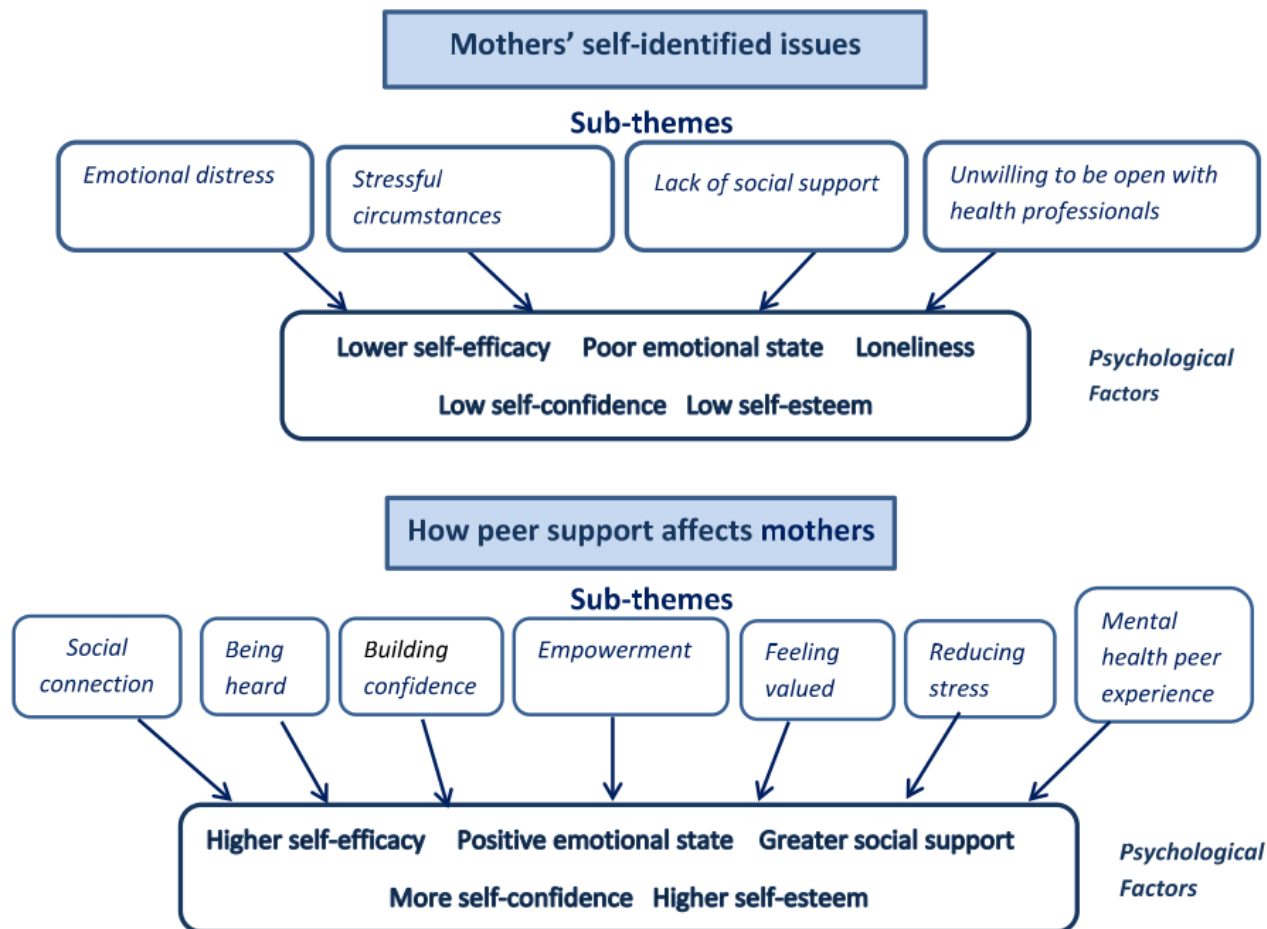 Mothers’ self-identified issues
Sub-themes
Emotional distress
Stressful
circumstances
Lack of social support
Unwilling to be open with
health professionals
Lower self-efficacy Poor emotional state Loneliness
Low self-confidence Low self-esteem
Psychological
Factors
How peer support affects mothers
Sub-themes
Social
connection
Being
heard
Building
confidence
Empowerment
Feeling
valued
Reducing
stress
Mental
health peer
experience
Higher self-efficacy Positive emotional state Greater social support
More self-confidence Higher self-esteem
Psychological
Factors